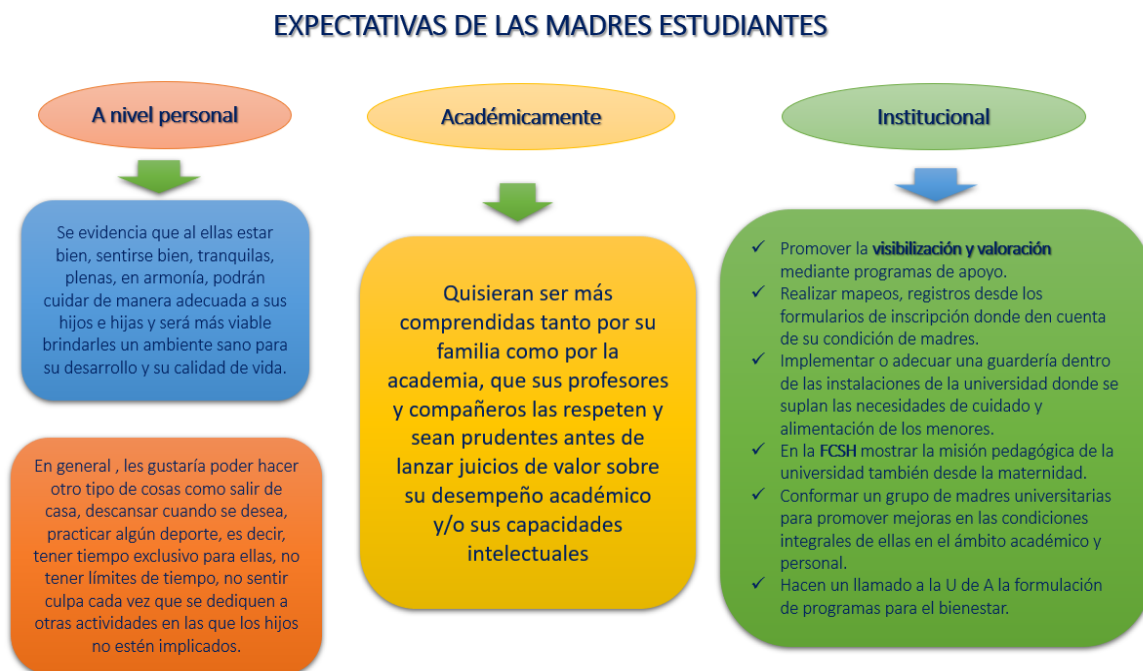 EXPECTATIVAS DE LAS MADRES ESTUDIANTES
A nivel personal
Se evidencia que al ellas estar
bien, sentirse bien, tranquilas,
plenas, en armonía, podrán
cuidar de manera adecuada a sus
hijos e hijas y será más viable
brindarles un ambiente sano para
su desarrollo y su calidad de vida.
En general , les gustaría poder hacer
otro tipo de cosas como salir de
casa, descansar cuando se desea,
practicar algún deporte, es decir,
tener tiempo exclusivo para ellas, no
tener límites de tiempo, no sentir
culpa cada vez que se dediquen a
otras actividades en las que los hijos
no estén implicados.
Académicamente
Quisieran ser más
comprendidas tanto por su
familia como por la
academia, que sus profesores
y compañeros las respeten y
sean prudentes antes de
lanzar juicios de valor sobre
su desempeño académico
y/o sus capacidades
intelectuales
Institucional
✓ Promover la visibilización y valoración
mediante programas de apoyo.
✓ Realizar mapeos, registros desde los
formularios de inscripción donde den cuenta
de su condición de madres.
✓ Implementar o adecuar una guardería dentro
de las instalaciones de la universidad donde se
suplan las necesidades de cuidado y
alimentación de los menores.
✓ En la FCSH mostrar la misión pedagógica de la
universidad también desde la maternidad.
✓ Conformar un grupo de madres universitarias
para promover mejoras en las condiciones
integrales de ellas en el ámbito académico y
personal.
✓ Hacen un llamado a la U de A la formulación
de programas para el bienestar.